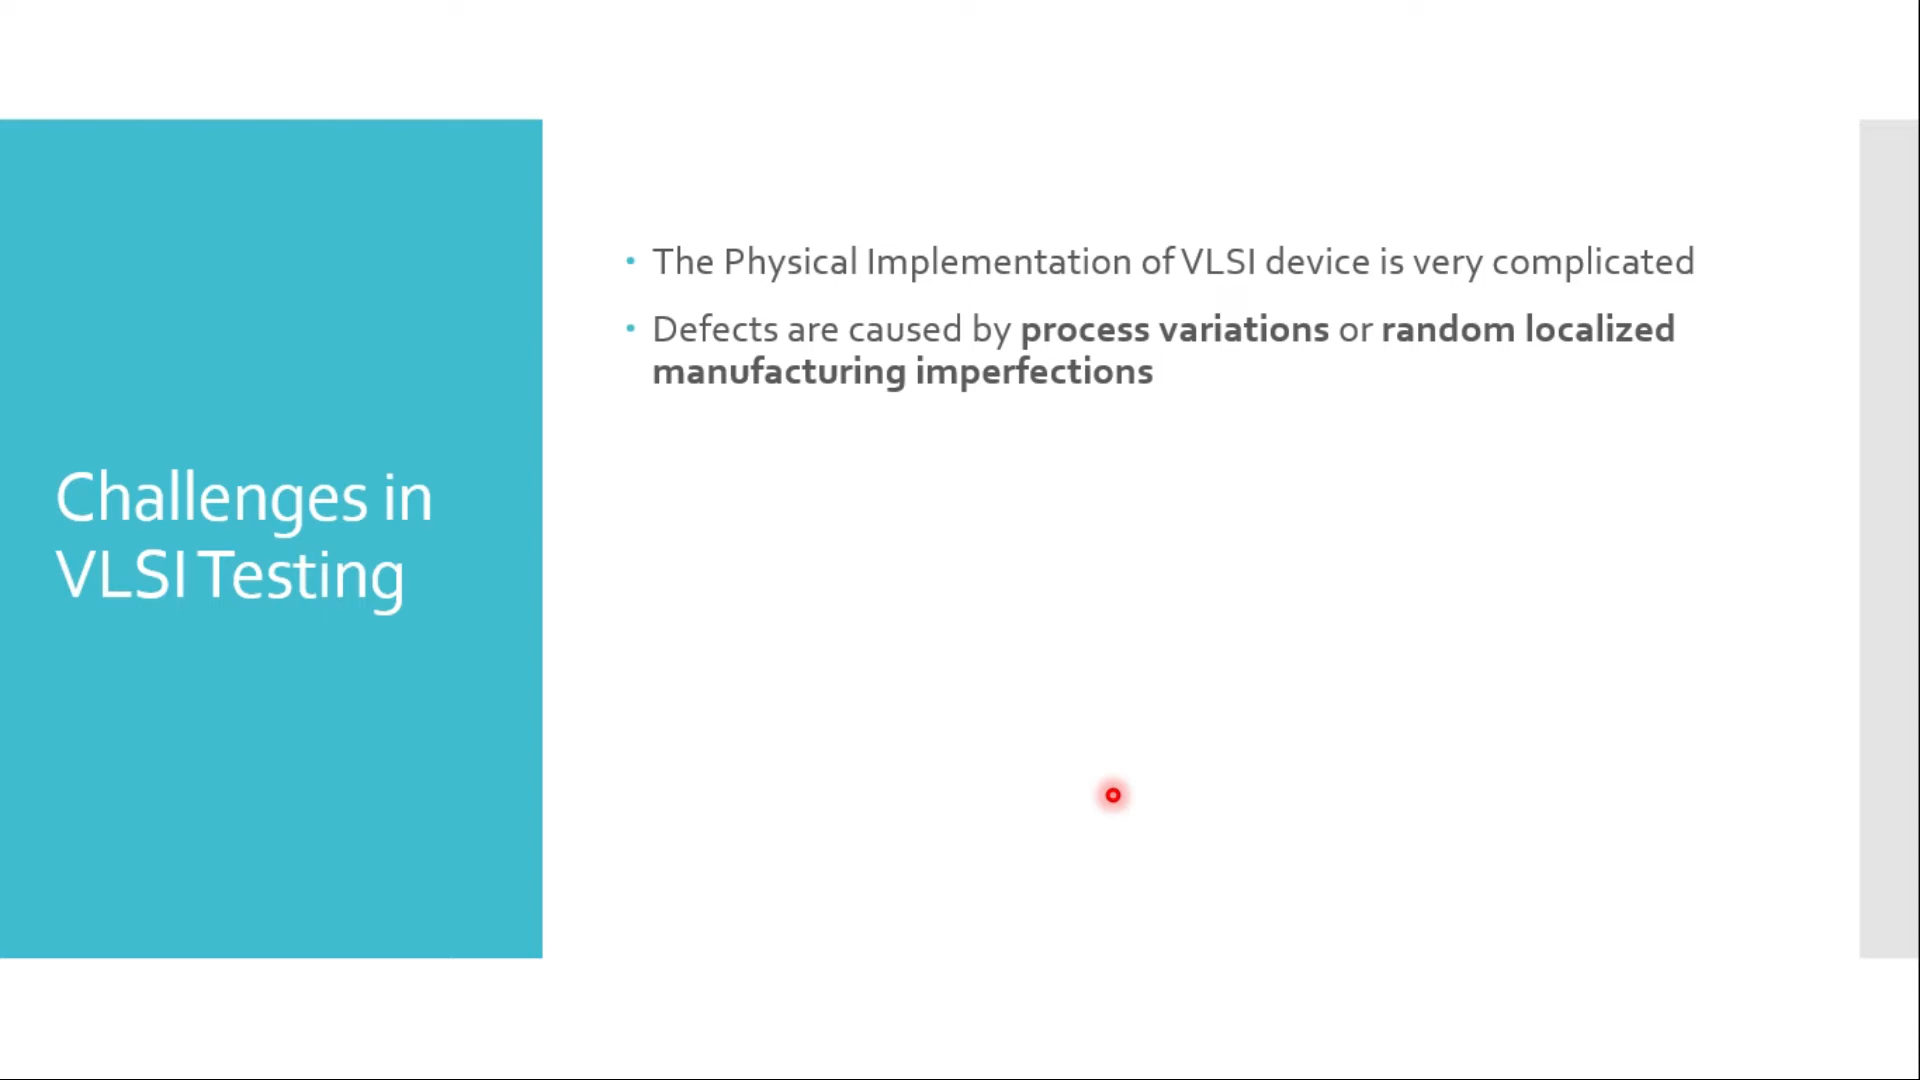 Challenges in
VLSI Testing
• The Physical Implementation of VLSI device is very complicated
• Defects are caused by process variations or random localized
manufacturing imperfections